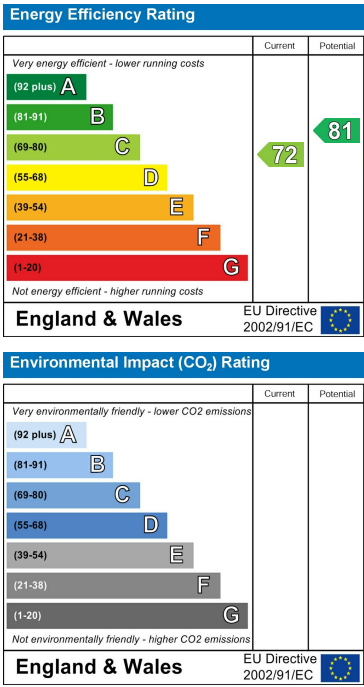 Energy Efficiency Rating
Current Potential
Very energy efficient - lower running costs
(92 plus) A
(81-91) B
(69-80) C
(55-68) D
(39-54) E
(21-38) F
(1-20) G
72
81
Not energy efficient - higher running costs
England & Wales
EU Directive
2002/91/EC
Environmental Impact (CO₂) Rating
Current Potential
Very environmentally friendly - lower CO2 emissions
(92 plus) A
(81-91) B
(69-80) C
(55-68) D
(39-54) E
(21-38) F
(1-20) G
Not environmentally friendly - higher CO2 emissions
England & Wales
EU Directive
2002/91/EC